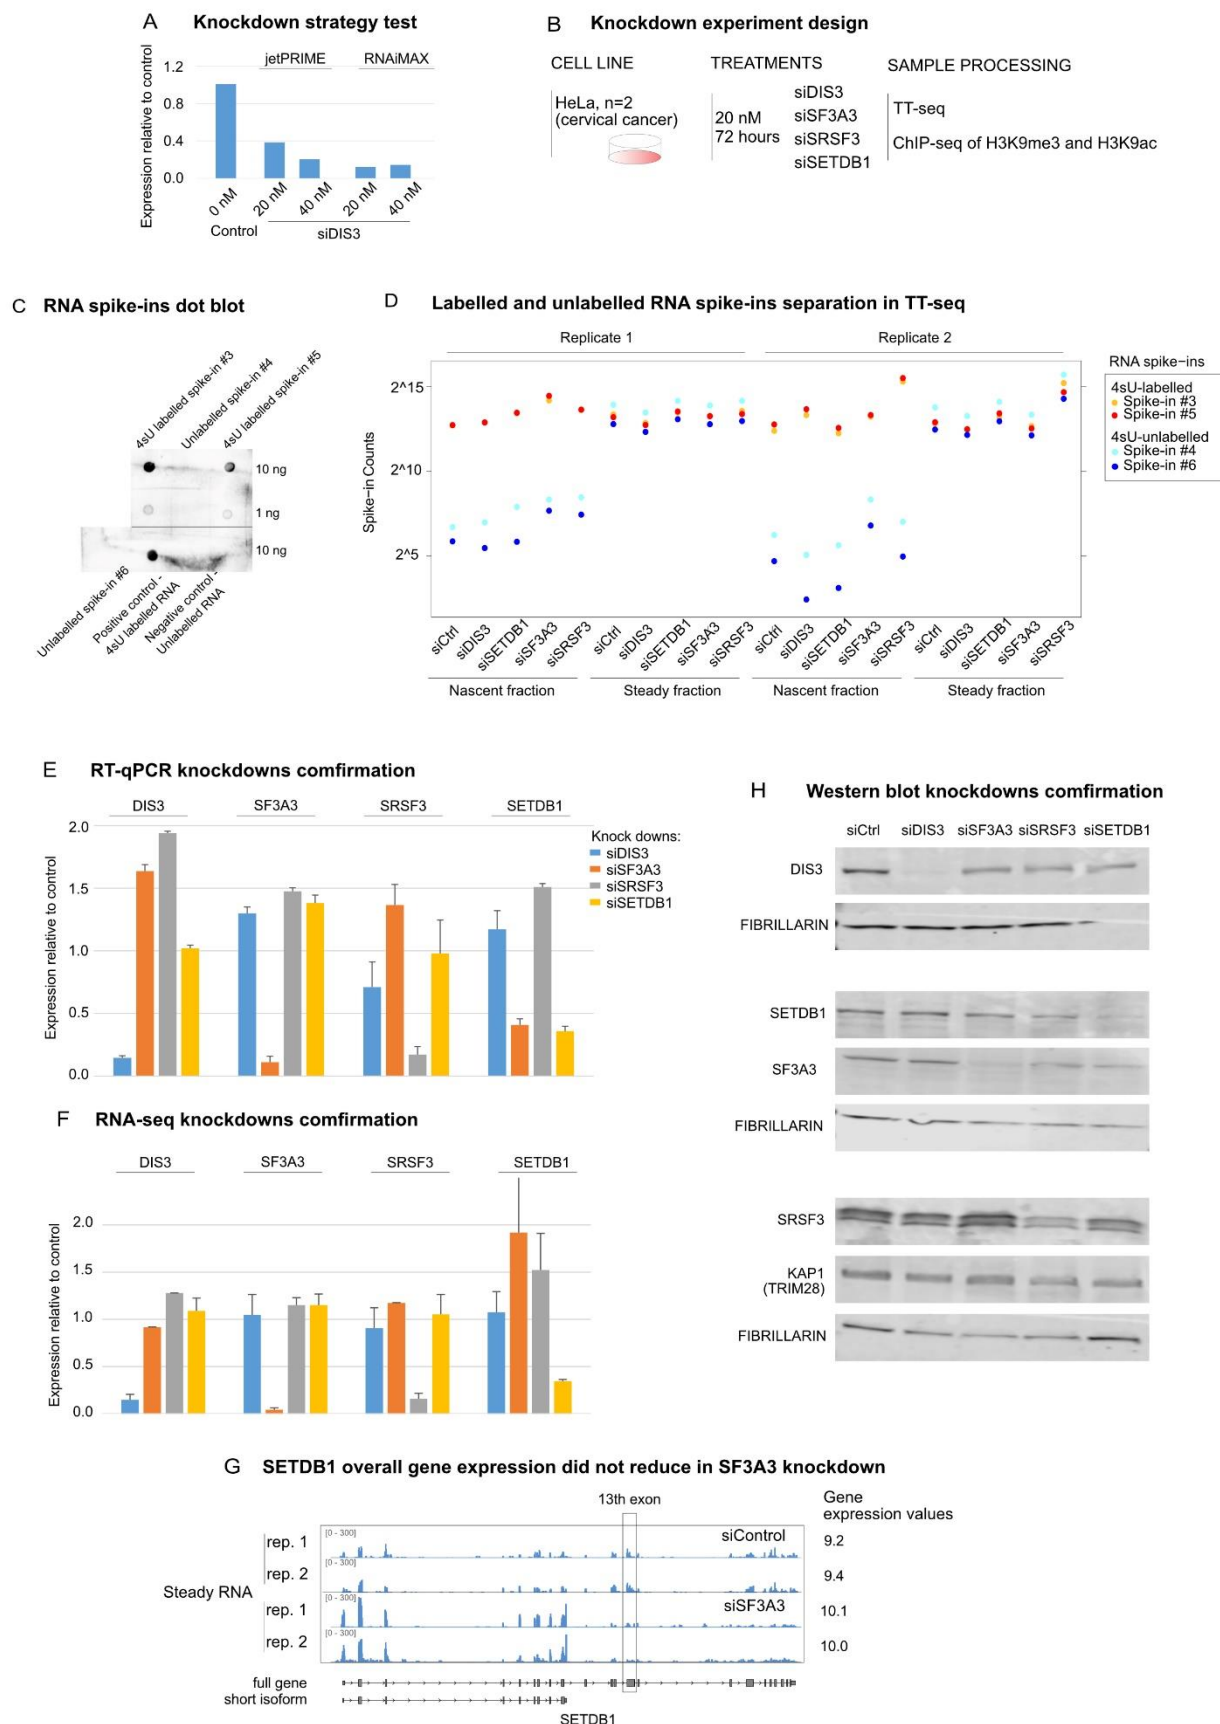 A Knockdown strategy test
jetPRIME RNAiMAX
Expression relative to control
1.2
0.8
0.4
0.0
0 nM 20 nM 40 nM 20 nM 40 nM
Control siDIS3
B Knockdown experiment design
CELL LINE TREATMENTS SAMPLE PROCESSING
HeLa, n=2
(cervical cancer)
20 nM
72 hours
siDIS3
siSF3A3
siSRSF3
siSETDB1
TT-seq
ChIP-seq of H3K9me3 and H3K9ac
C RNA spike-ins dot blot
4sU labelled spike-in #3
Unlabelled spike-in #4
4sU labelled spike-in #5
10 ng
1 ng
10 ng
Unlabelled spike-in #6
Positive control -
4sU labelled RNA
Negative control -
Unlabelled RNA
D Labelled and unlabelled RNA spike-ins separation in TT-seq
Replicate 1 Replicate 2
Spike−in Counts
2^15
2^10
2^5
siCtrl siDIS3 siSETDB1 siSF3A3 siSRSF3 siCtrl siDIS3 siSETDB1 siSF3A3 siSRSF3 siCtrl siDIS3 siSETDB1 siSF3A3 siSRSF3 siCtrl siDIS3 siSETDB1 siSF3A3 siSRSF3
Nascent fraction Steady fraction Nascent fraction Steady fraction
RNA spike−ins
4sU-labelled
Spike-in #3
Spike-in #5
4sU-unlabelled
Spike-in #4
Spike-in #6
E RT-qPCR knockdowns comfirmation
DIS3 SF3A3 SRSF3 SETDB1
Expression relative to control
2.0
1.5
1.0
0.5
0.0
Knock downs:
siDIS3
siSF3A3
siSRSF3
siSETDB1
F RNA-seq knockdowns comfirmation
DIS3 SF3A3 SRSF3 SETDB1
Expression relative to control
2.0
1.5
1.0
0.5
0.0
H Western blot knockdowns comfirmation
siCtrl siDIS3 siSF3A3 siSRSF3 siSETDB1
DIS3
FIBRILLARIN
SETDB1
SF3A3
FIBRILLARIN
SRSF3
KAP1
(TRIM28)
FIBRILLARIN
G SETDB1 overall gene expression did not reduce in SF3A3 knockdown
13th exon
Gene
expression values
Steady RNA
rep. 1 [0 - 300] siControl 9.2
rep. 2 [0 - 300] 9.4
rep. 1 [0 - 300] siSF3A3 10.1
rep. 2 [0 - 300] 10.0
full gene
short isoform
SETDB1